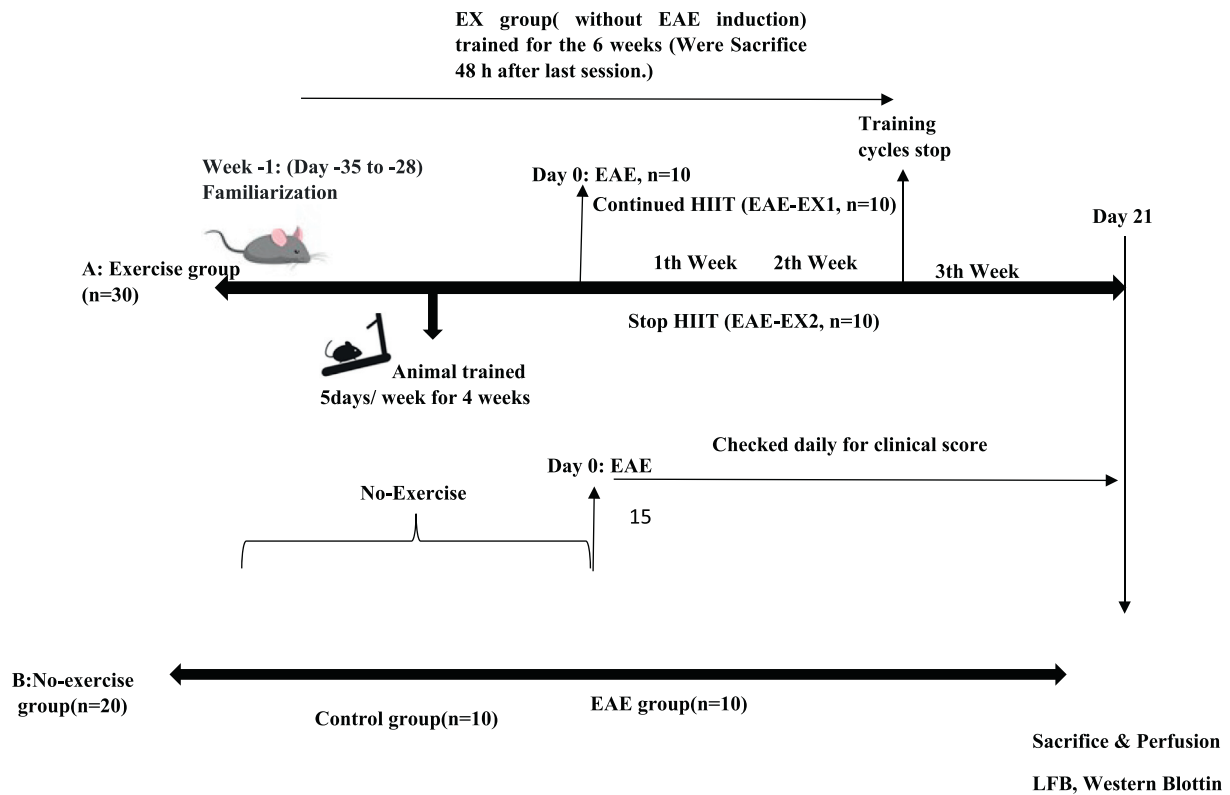 EX group( without EAE induction)
trained for the 6 weeks (Were Sacrifice
48 h after last session.)
Training
cycles stop
Week -1: (Day -35 to -28)
Familiarization
Day 0: EAE, n=10
Continued HIIT (EAE-EX1, n=10)
Day 21
A: Exercise group
(n=30)
1th Week
2th Week
3th Week
Stop HIIT (EAE-EX2, n=10)
Animal trained
5days/ week for 4 weeks
Checked daily for clinical score
Day 0: EAE
No-Exercise
15
B:No-exercise
group(n=20)
Control group(n=10)
EAE group(n=10)
Sacrifice & Perfusion
LFB, Western Blottin